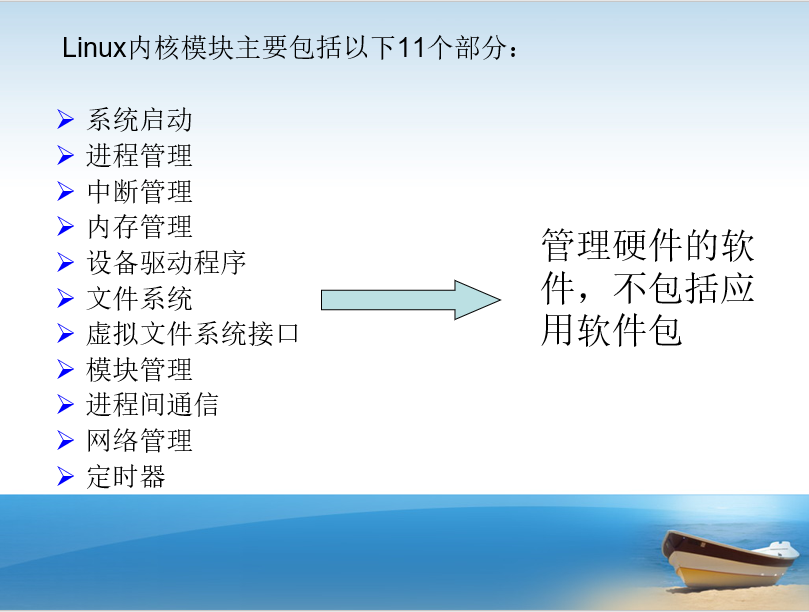 Linux内核模块主要包括以下11个部分：
系统启动
进程管理
中断管理
内存管理
设备驱动程序
文件系统
虚拟文件系统接口
模块管理
进程间通信
网络管理
定时器
管理硬件的软
件，不包括应
用软件包